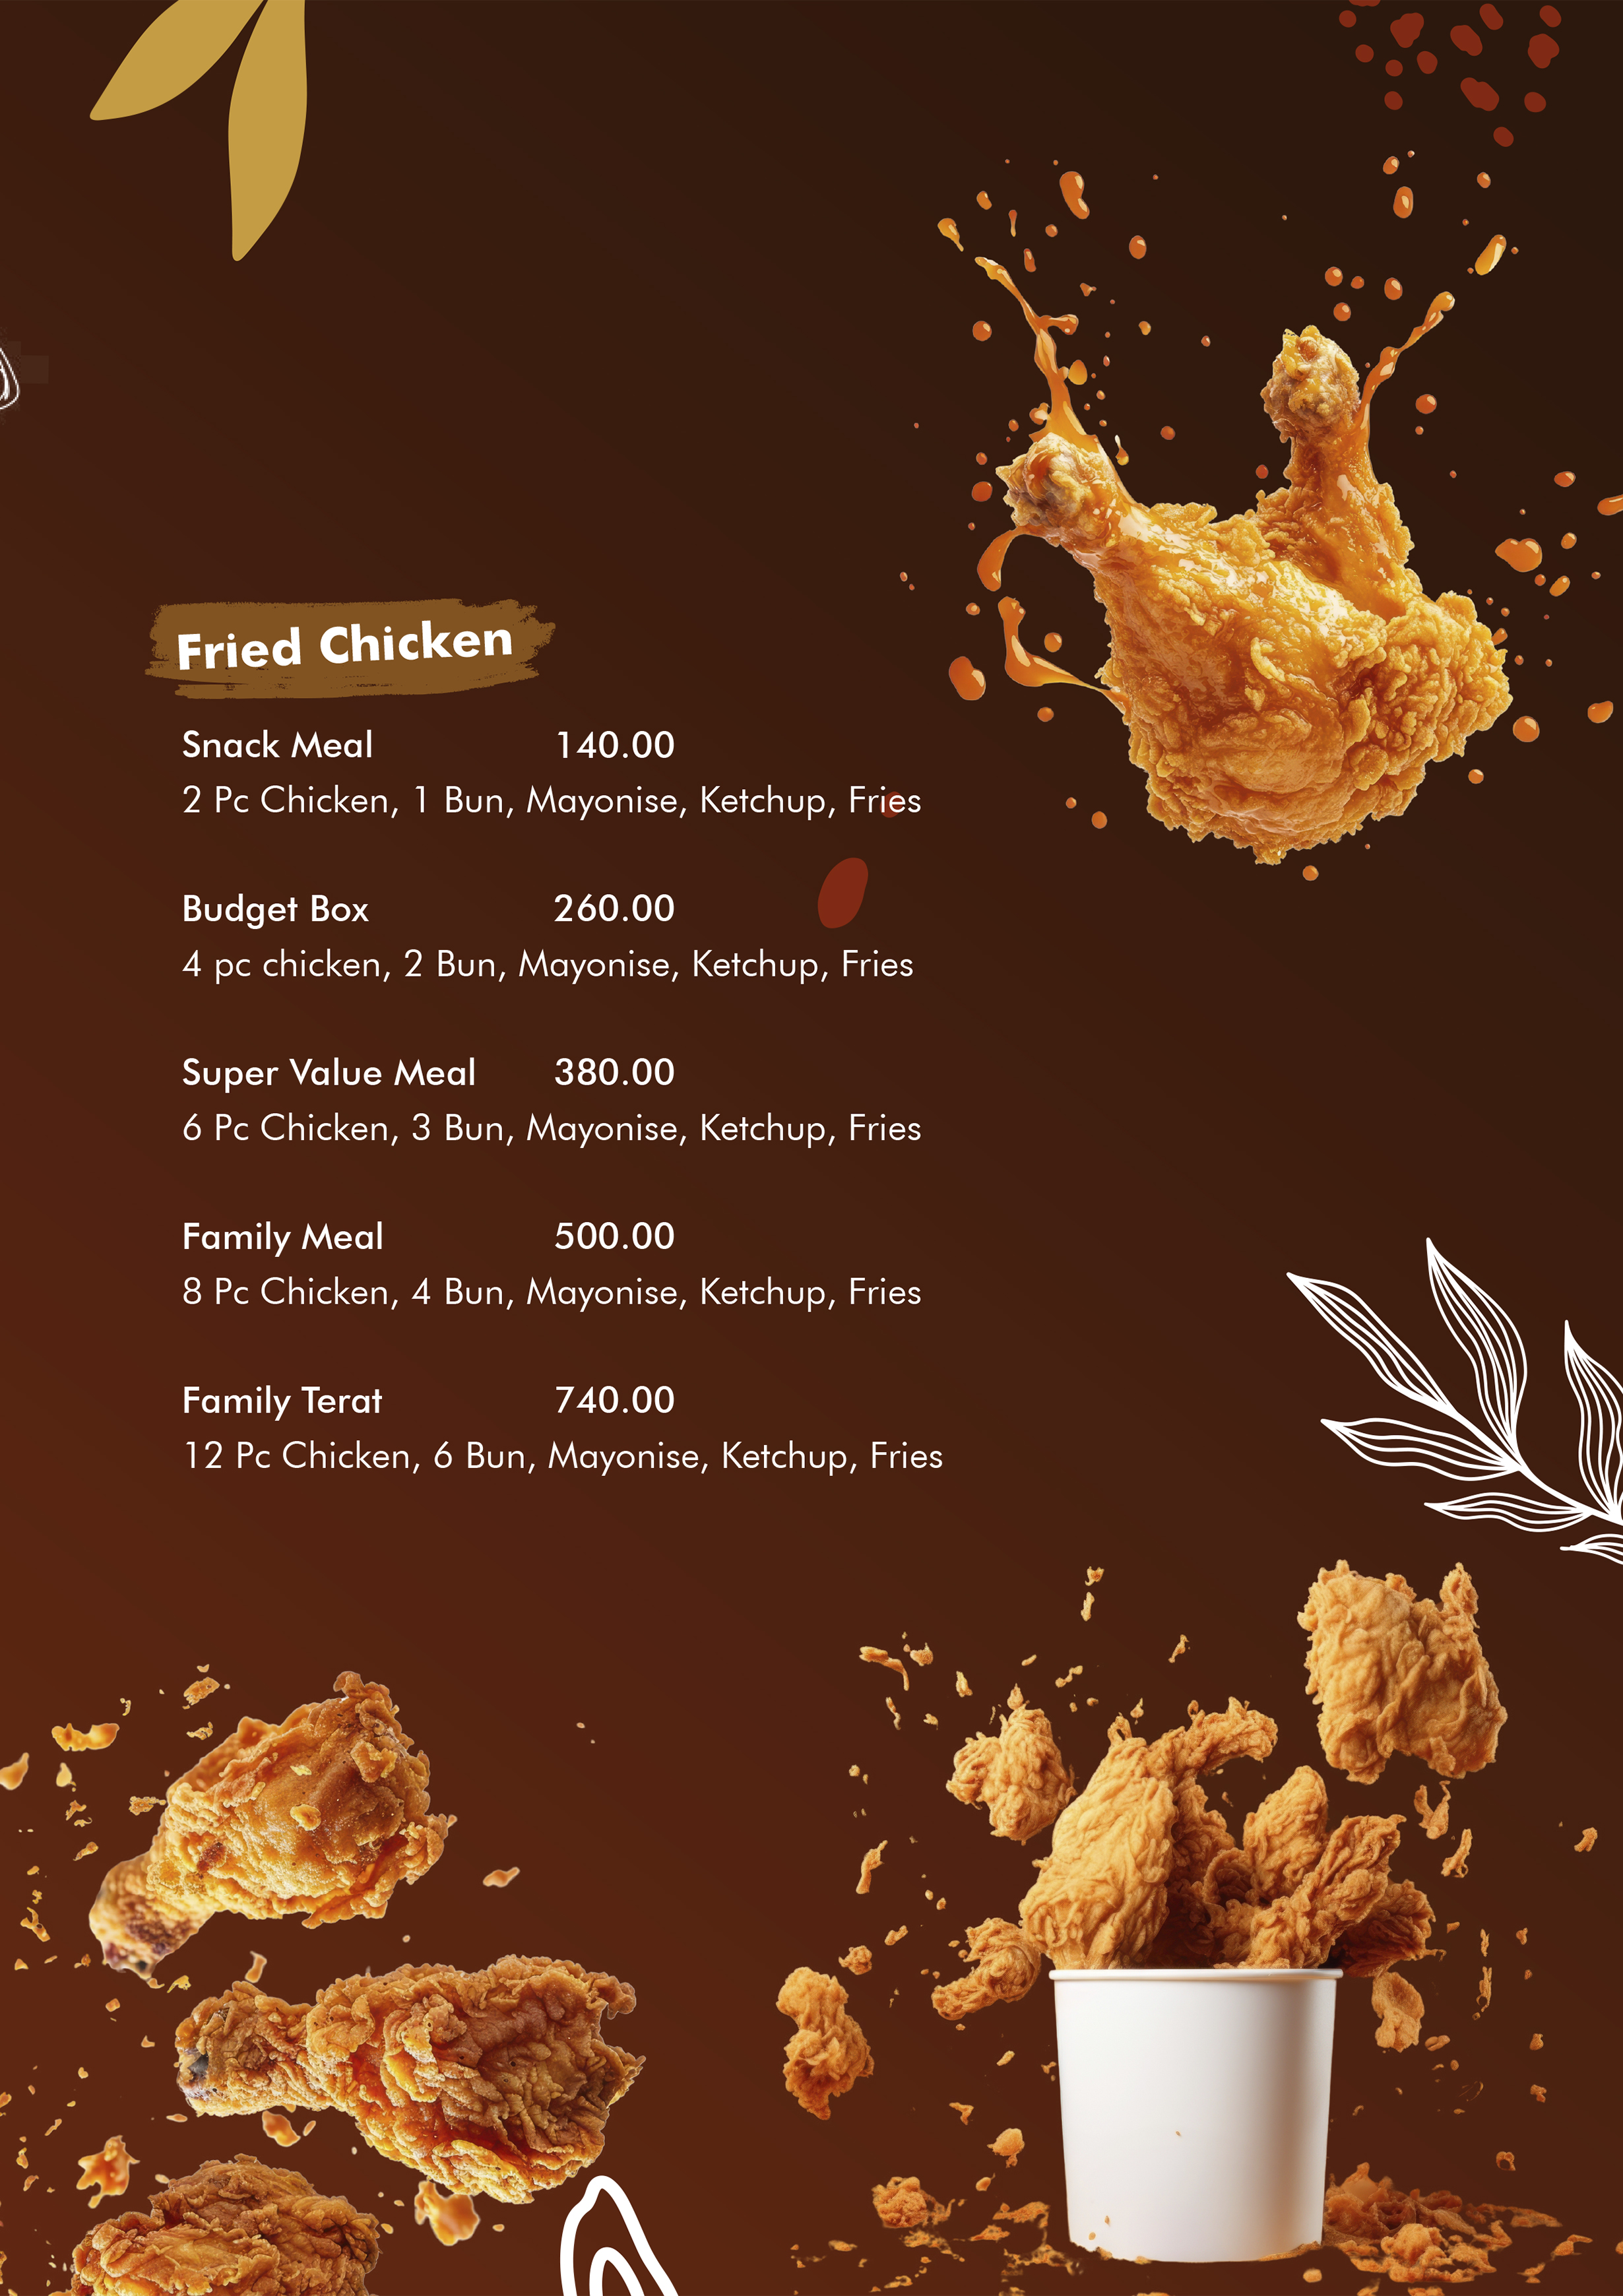 Fried Chicken
Snack Meal 140.00
2 Pc Chicken, 1 Bun, Mayonise, Ketchup, Fries
Budget Box 260.00
4 pc chicken, 2 Bun, Mayonise, Ketchup, Fries
Super Value Meal 380.00
6 Pc Chicken, 3 Bun, Mayonise, Ketchup, Fries
Family Meal 500.00
8 Pc Chicken, 4 Bun, Mayonise, Ketchup, Fries
Family Terat 740.00
12 Pc Chicken, 6 Bun, Mayonise, Ketchup, Fries